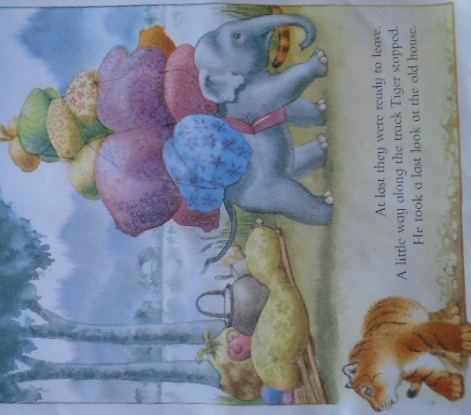 At last they were ready to leave.
A little way along the track Tiger stopped.
He took a last look at the old house.